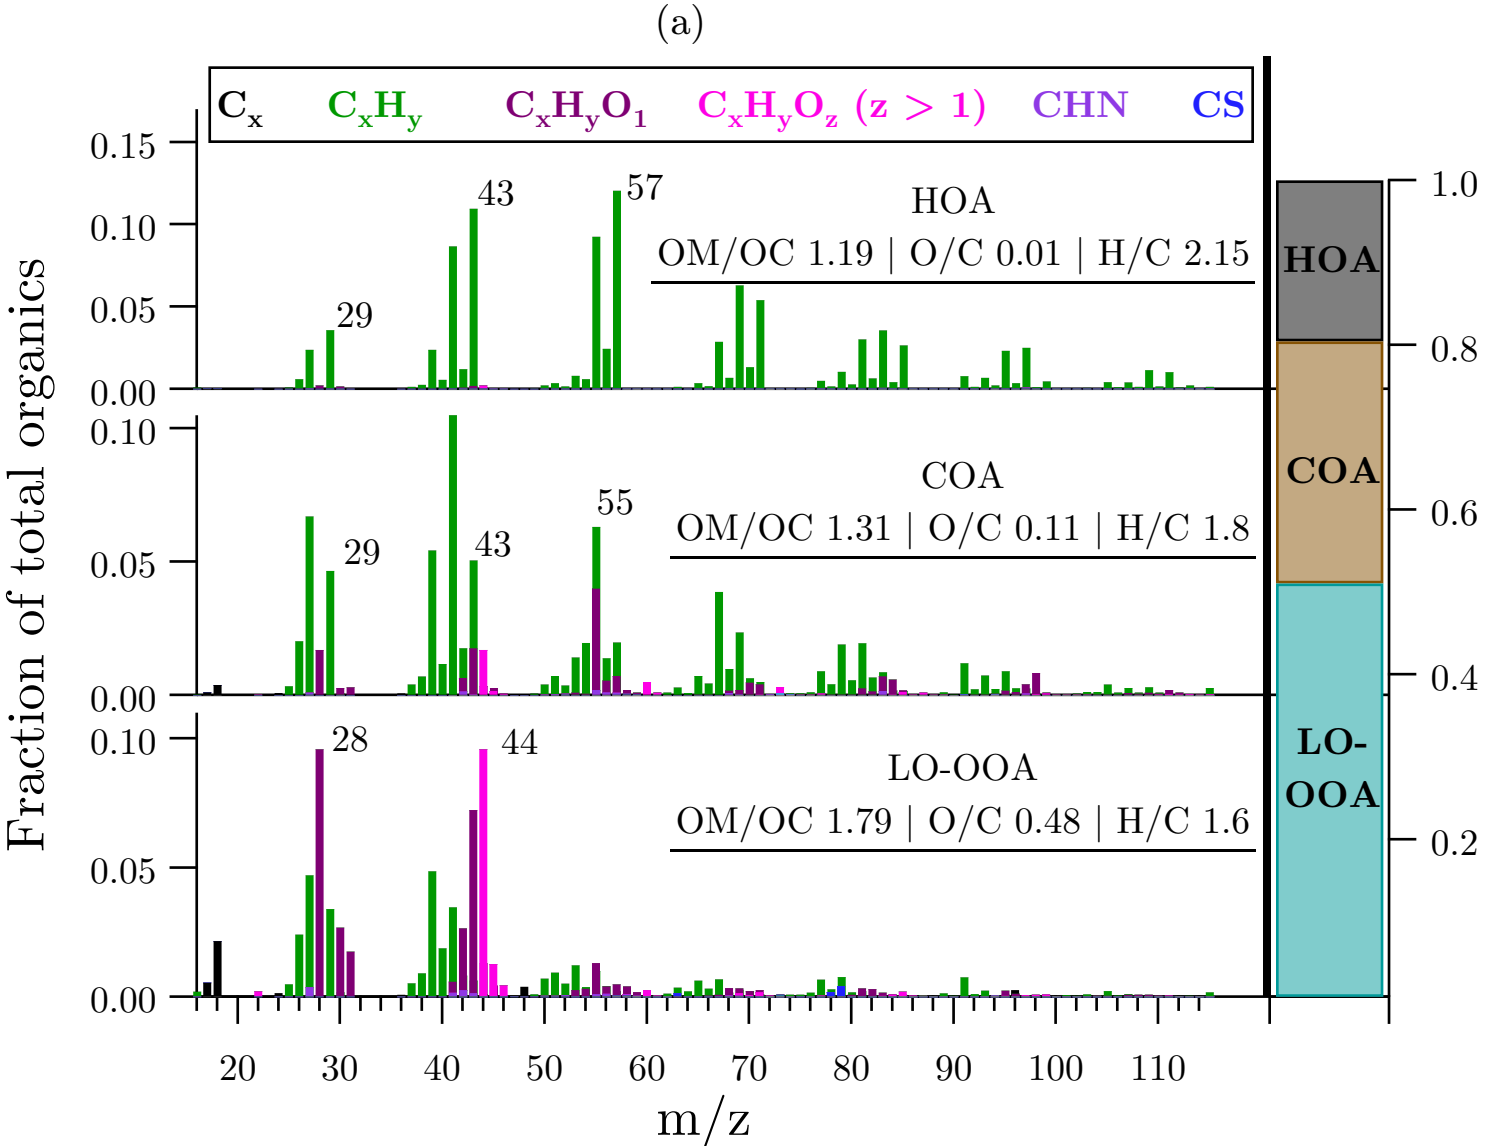 (a)
Cx CxHy CxHyO1 CxHyOz (z > 1) CHN CS
Fraction of total organics
0.15
0.10
0.05
0.00
43
57
29
HOA
OM/OC 1.19 | O/C 0.01 | H/C 2.15
0.10
0.05
0.00
29
43
55
COA
OM/OC 1.31 | O/C 0.11 | H/C 1.8
0.10
0.05
0.00
28
44
LO-OOA
OM/OC 1.79 | O/C 0.48 | H/C 1.6
20 30 40 50 60 70 80 90 100 110
m/z
HOA
COA
LO-
OOA
1.0
0.8
0.6
0.4
0.2